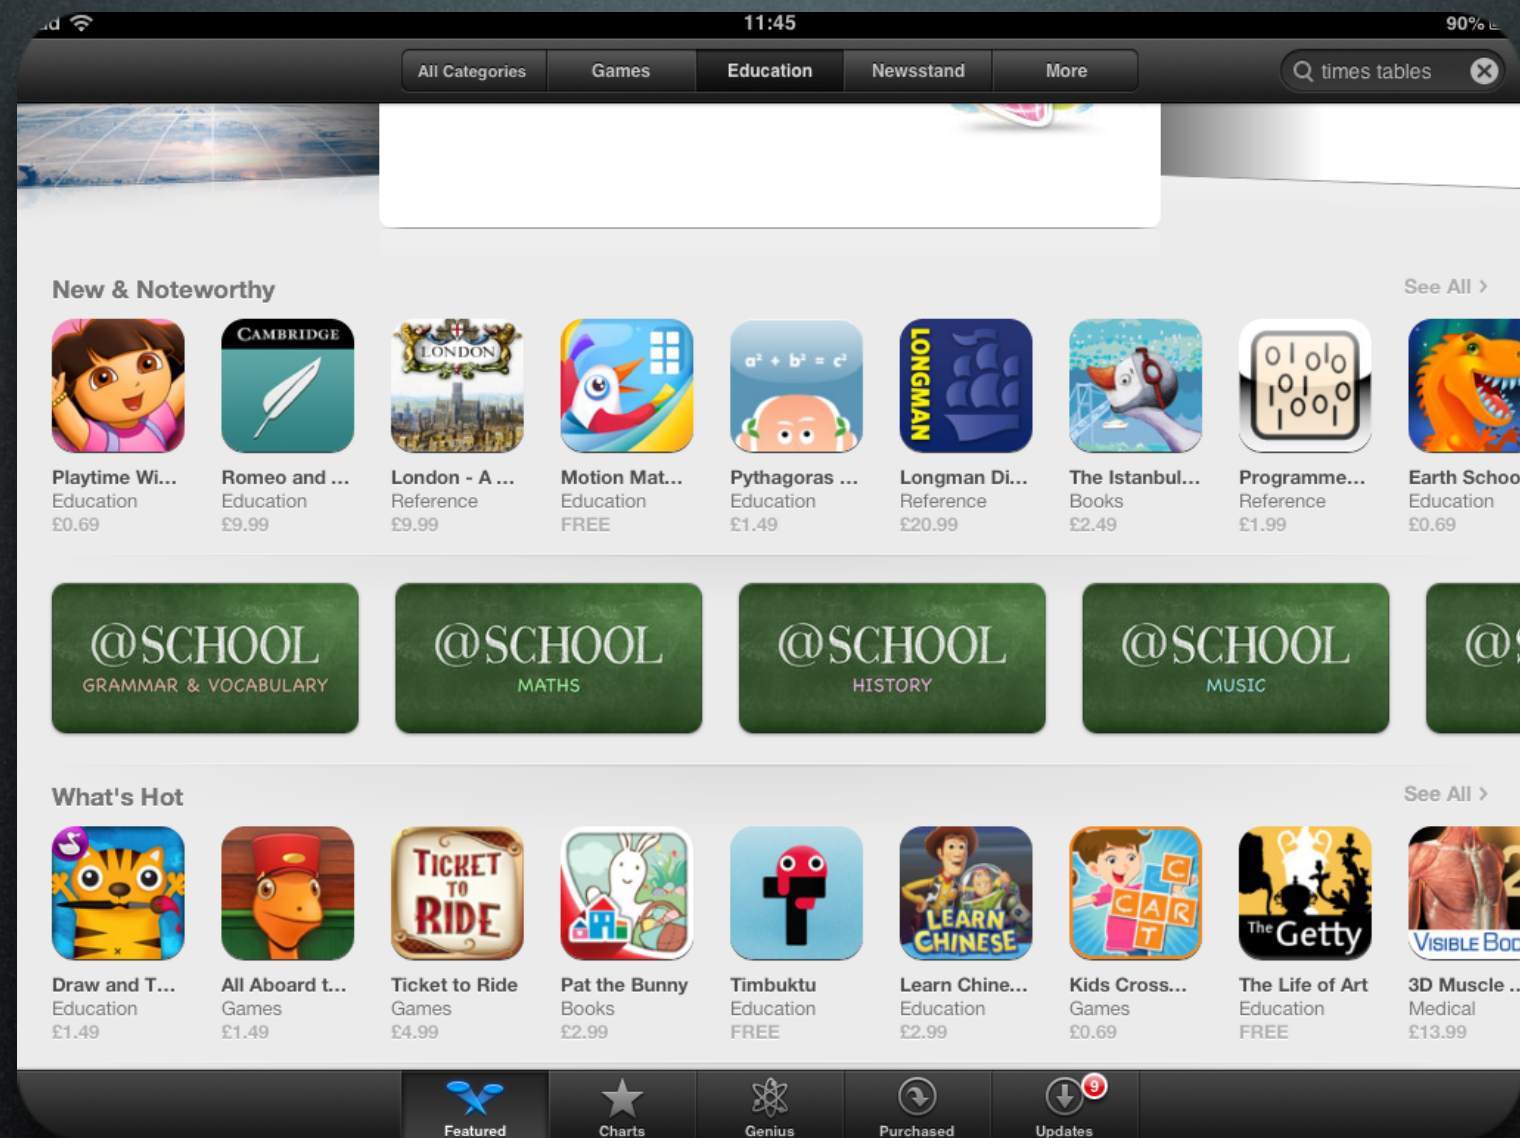 11:45
90%
All Categories
Games
Education
Newsstand
More
times tables
New & Noteworthy
See All >
CAMBRIDGE
LONDON
a² + b² = c²
LONGMAN
Playtime Wi...
Education
£0.69
Romeo and ...
Education
£9.99
London - A ...
Reference
£9.99
Motion Mat...
Education
FREE
Pythagoras ...
Education
£1.49
Longman Di...
Reference
£20.99
The Istanbul...
Books
£2.49
Programme...
Reference
£1.99
Earth Schoo
Education
£0.69
@SCHOOL
GRAMMAR & VOCABULARY
@SCHOOL
MATHS
@SCHOOL
HISTORY
@SCHOOL
MUSIC
What's Hot
See All >
TICKET
TO
RIDE
LEARN
CHINESE
C
CAR
T
The Getty
VISIBLE BOD
Draw and T...
Education
£1.49
All Aboard t...
Games
£1.49
Ticket to Ride
Games
£4.99
Pat the Bunny
Books
£2.99
Timbuktu
Education
FREE
Learn Chine...
Education
£2.99
Kids Cross...
Games
£0.69
The Life of Art
Education
FREE
3D Muscle ...
Medical
£13.99
Featured
Charts
Genius
Purchased
Updates
9